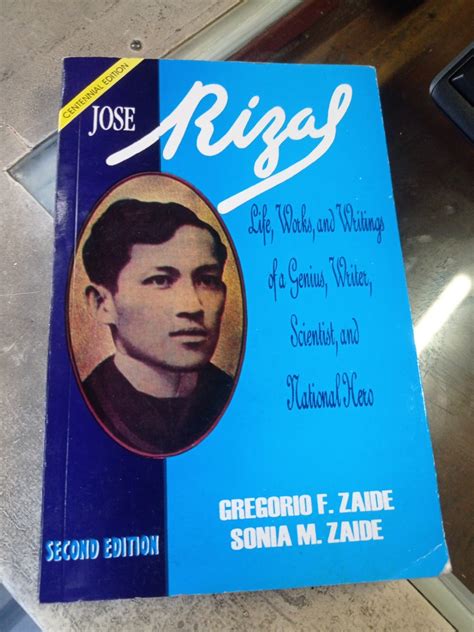 CENTENNIAL EDITION
JOSE
Rizal
Life, Works, and Writings
of a Genius, Writer,
Scientist, and
National Hero
GREGORIO F. ZAIDE
SONIA M. ZAIDE
SECOND EDITION